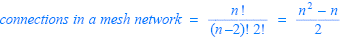 connections in a mesh network = n! / (n–2)! 2! = n² – n / 2